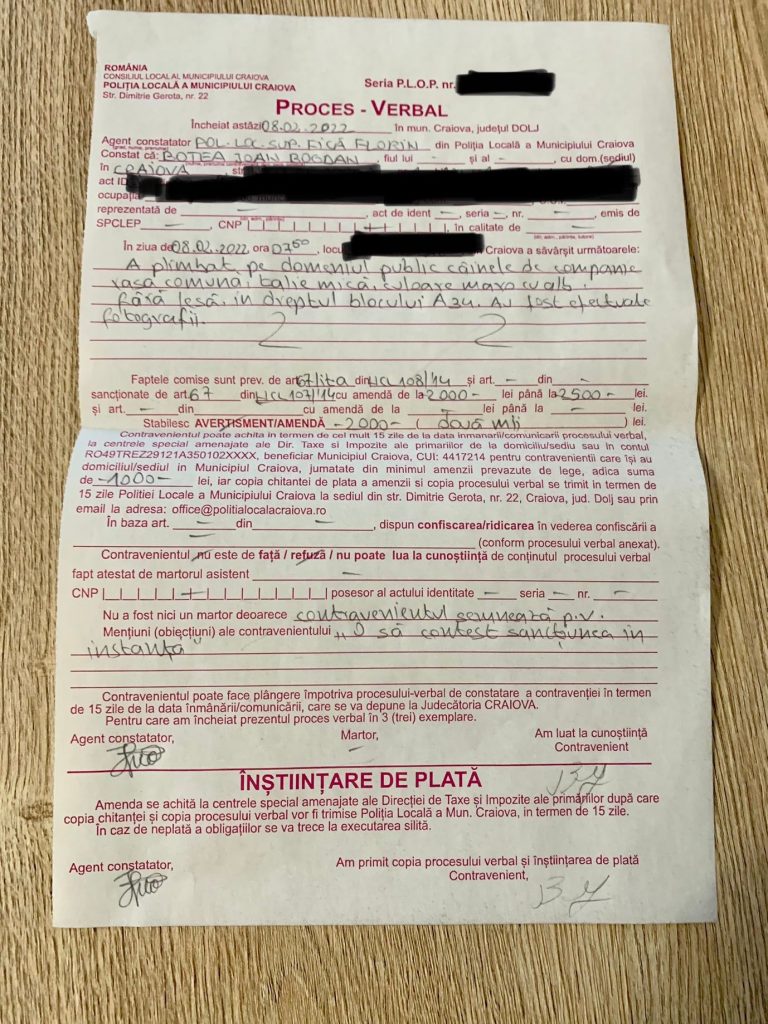 ROMÂNIA
CONSILIUL LOCAL AL MUNICIPIULUI CRAIOVA
POLIȚIA LOCALĂ A MUNICIPIULUI CRAIOVA
Str. Dimitrie Gerota, nr. 22
Seria P.L.O.P. nr.
PROCES - VERBAL
Încheiat astăzi 08.02.2022 în mun. Craiova, județul DOLJ
Agent constatator POL. LOC. SUP. FICĂ FLORIN din Poliția Locală a Municipiului Craiova
Constat că: BOTEA IOAN BOGDAN, fiul lui — și al —, cu dom.(sediul)
în CRAIOVA, str
act ID
ocupația
reprezentată de —, act de ident —, seria —, nr. —, emis de
SPCLEP —, CNP —, în calitate de —
În ziua de 08.02.2022, ora 07⁵⁰, locu Craiova a săvârșit următoarele:
A plimbat pe domeniul public câinele de companie
rasă comună, talie mică, culoare maro cu alb.
fără lesă, în dreptul blocului A34. Au fost efectuate
fotografii.
Faptele comise sunt prev. de art. 67/lit a din HCL 108/14 și art. — din —
sancționate de art. 67 din HCL 107/14 cu amendă de la 2000 lei până la 2500 lei.
și art. — din — cu amendă de la — lei până la — lei.
Stabilesc AVERTISMENT/AMENDĂ -2000- ( două mii ) lei.
Contravenientul poate achita in termen de cel mult 15 zile de la data inmanarii/comunicarii procesului verbal,
la centrele special amenajate ale Dir. Taxe si Impozite ale primariilor de la domiciliu/sediu sau in contul
RO49TREZ29121A350102XXXX, beneficiar Municipiul Craiova, CUI: 4417214 pentru contravenientii care își au
domiciliul/sediul in Municipiul Craiova, jumatate din minimul amenzii prevazute de lege, adica suma
de -1000- lei, iar copia chitantei de plata a amenzii si copia procesului verbal se trimit in termen de
15 zile Politiei Locale a Municipiului Craiova la sediul din str. Dimitrie Gerota, nr. 22, Craiova, jud. Dolj sau prin
email la adresa: office@politialocalacraiova.ro
În baza art. — din —, dispun confiscarea/ridicarea în vederea confiscării a
— (conform procesului verbal anexat).
Contravenientul nu este de față / refuză / nu poate lua la cunoștință de conținutul procesului verbal
fapt atestat de martorul asistent —
CNP — posesor al actului identitate — seria — nr. —
Nu a fost nici un martor deoarece contravenientul semnează p.v.
Mențiuni (obiecțiuni) ale contravenientului „O să contest sancțiunea in
instanță”
Contravenientul poate face plângere împotriva procesului-verbal de constatare a contravenției în termen
de 15 zile de la data înmânării/comunicării, care se va depune la Judecătoria CRAIOVA.
Pentru care am încheiat prezentul proces verbal în 3 (trei) exemplare.
Agent constatator, Martor, Am luat la cunoștință
— Contravenient
ÎNȘTIINȚARE DE PLATĂ
Amenda se achită la centrele special amenajate ale Direcției de Taxe și Impozite ale primăriilor după care
copia chitanței și copia procesului verbal vor fi trimise Poliția Locală a Mun. Craiova, in termen de 15 zile.
În caz de neplată a obligațiilor se va trece la executarea silită.
Agent constatator, Am primit copia procesului verbal și înștiințarea de plată
Contravenient,